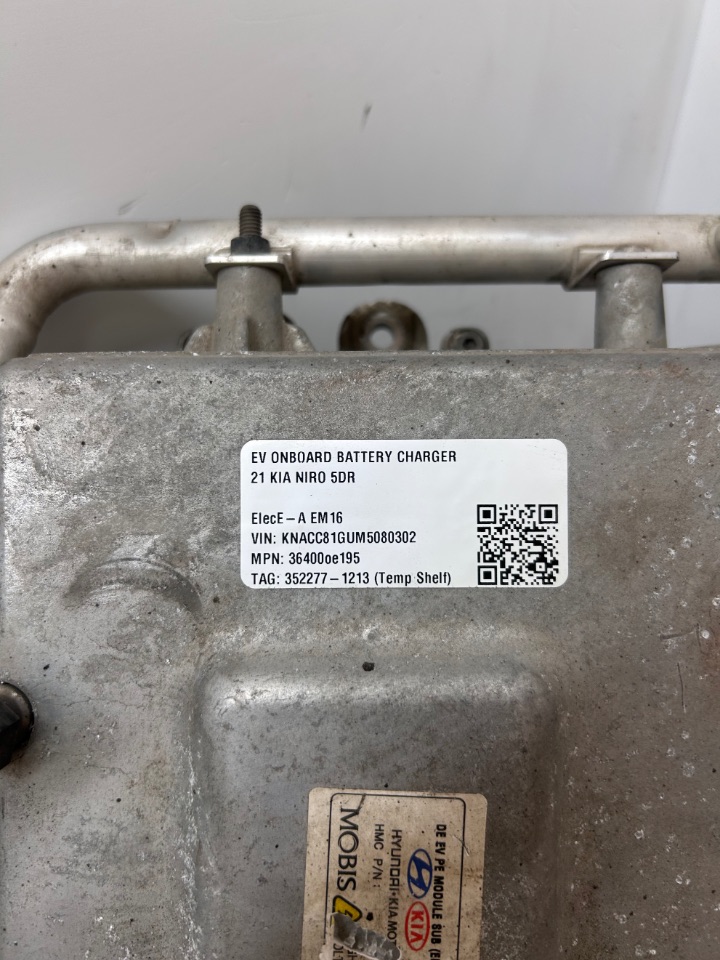 EV ONBOARD BATTERY CHARGER
21 KIA NIRO 5DR
ElecE – A EM16
VIN: KNACC81GUM5080302
MPN: 36400oe195
TAG: 352277–1213 (Temp Shelf)
DE EV PE MODULE SUB
KIA
HYUNDAI·KIA
HMC P/N :
MOBIS